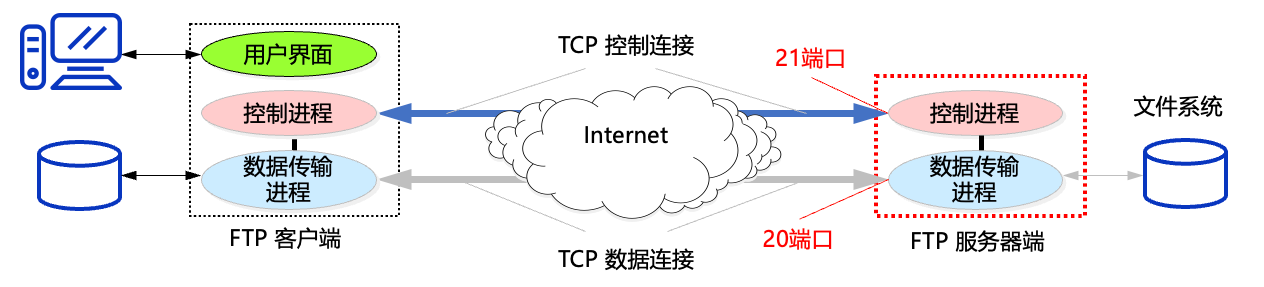 TCP 控制连接
21端口
用户界面
控制进程
Internet
控制进程
文件系统
数据传输
进程
数据传输
进程
FTP 客户端
20端口
FTP 服务器端
TCP 数据连接